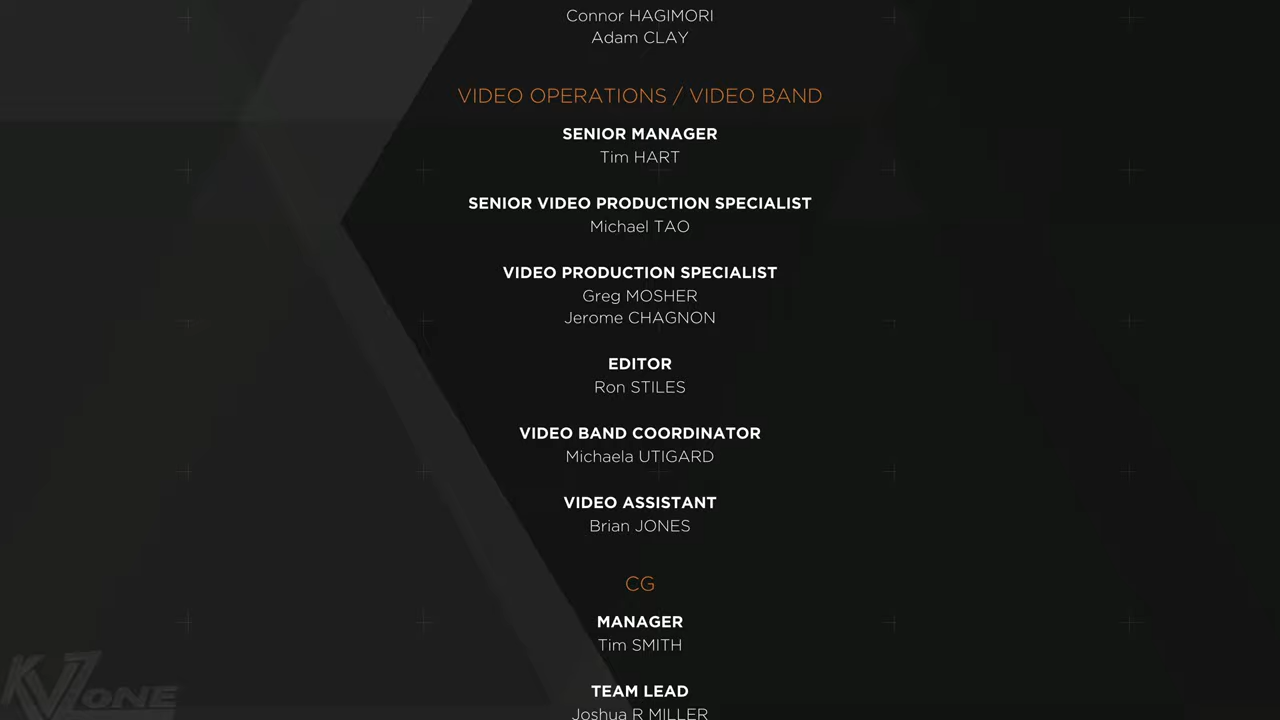 Connor HAGIMORI
Adam CLAY
VIDEO OPERATIONS / VIDEO BAND
SENIOR MANAGER
Tim HART
SENIOR VIDEO PRODUCTION SPECIALIST
Michael TAO
VIDEO PRODUCTION SPECIALIST
Greg MOSHER
Jerome CHAGNON
EDITOR
Ron STILES
VIDEO BAND COORDINATOR
Michaela UTIGARD
VIDEO ASSISTANT
Brian JONES
CG
MANAGER
Tim SMITH
TEAM LEAD
Joshua R MILLER
KVZONE